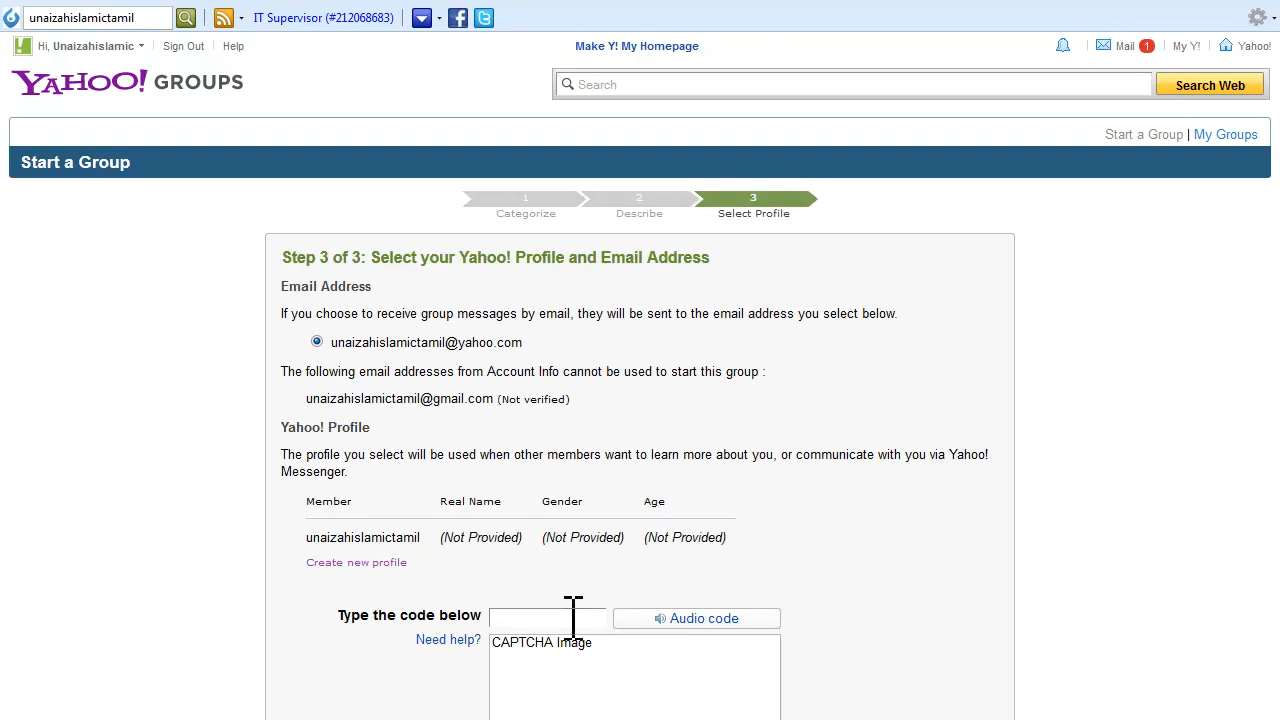 unaizahislamictamil IT Supervisor (#212068683)
Hi, Unaizahislamic Sign Out Help Make Y! My Homepage Mail 1 My Y! Yahoo!
YAHOO! GROUPS Search Search Web
Start a Group | My Groups
Start a Group
1 2 3
Categorize Describe Select Profile
Step 3 of 3: Select your Yahoo! Profile and Email Address
Email Address
If you choose to receive group messages by email, they will be sent to the email address you select below.
unaizahislamictamil@yahoo.com
The following email addresses from Account Info cannot be used to start this group :
unaizahislamictamil@gmail.com (Not verified)
Yahoo! Profile
The profile you select will be used when other members want to learn more about you, or communicate with you via Yahoo!
Messenger.
Member Real Name Gender Age
unaizahislamictamil (Not Provided) (Not Provided) (Not Provided)
Create new profile
Type the code below Audio code
Need help? CAPTCHA Image